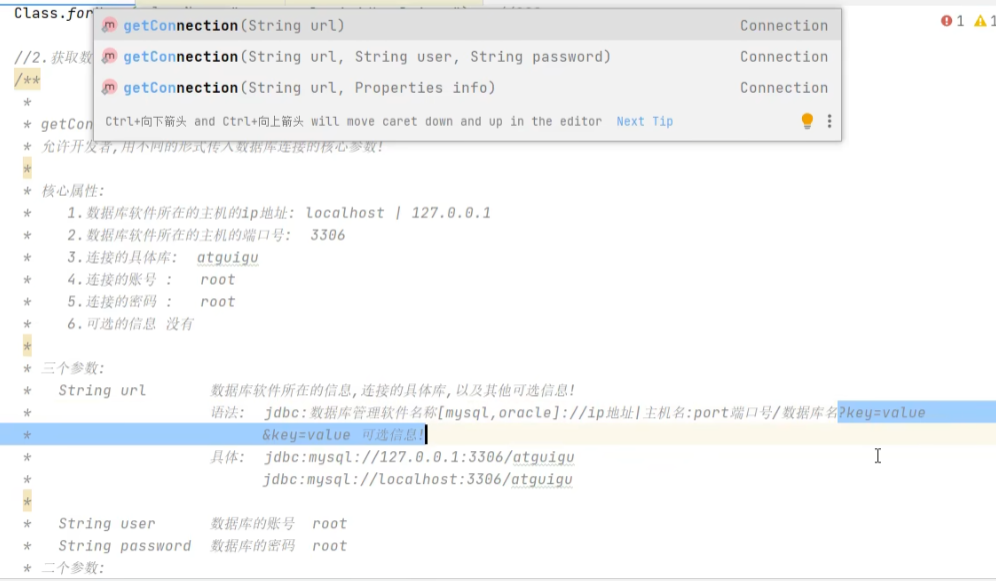 Class.for
getConnection(String url) Connection
getConnection(String url, String user, String password) Connection
getConnection(String url, Properties info) Connection
Ctrl+向下箭头 and Ctrl+向上箭头 will move caret down and up in the editor Next Tip
1
1
//2.获取数
/**
*
* getCon
* 允许开发者,用不同的形式传入数据库连接的核心参数!
*
* 核心属性:
* 1.数据库软件所在的主机的ip地址: localhost | 127.0.0.1
* 2.数据库软件所在的主机的端口号: 3306
* 3.连接的具体库: atguigu
* 4.连接的账号 : root
* 5.连接的密码 : root
* 6.可选的信息 没有
*
* 三个参数:
* String url 数据库软件所在的信息,连接的具体库,以及其他可选信息!
* 语法: jdbc:数据库管理软件名称[mysql,oracle]://ip地址|主机名:port端口号/数据库名?key=value
* &key=value 可选信息!
* 具体: jdbc:mysql://127.0.0.1:3306/atguigu
* jdbc:mysql://localhost:3306/atguigu
*
* String user 数据库的账号 root
* String password 数据库的密码 root
* 二个参数: